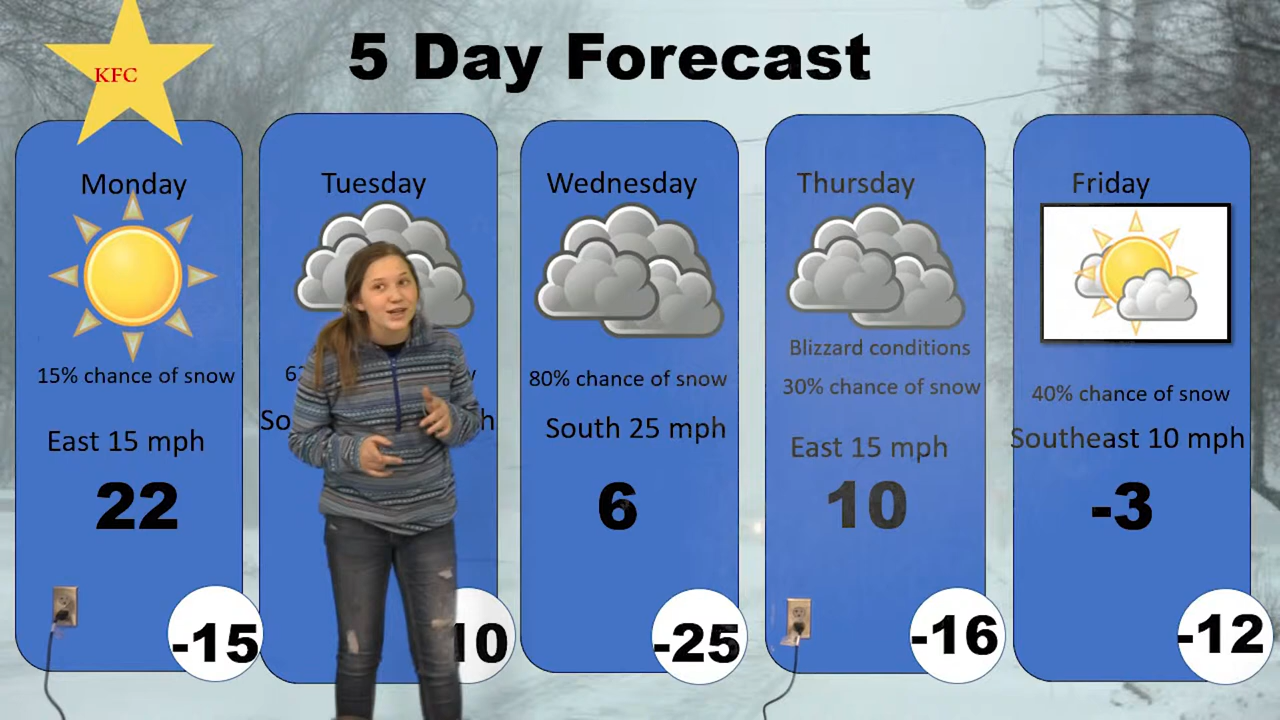 KFC
5 Day Forecast
Monday
15% chance of snow
East 15 mph
22
-15
Tuesday
10
Wednesday
80% chance of snow
South 25 mph
6
-25
Thursday
Blizzard conditions
30% chance of snow
East 15 mph
10
-16
Friday
40% chance of snow
Southeast 10 mph
-3
-12